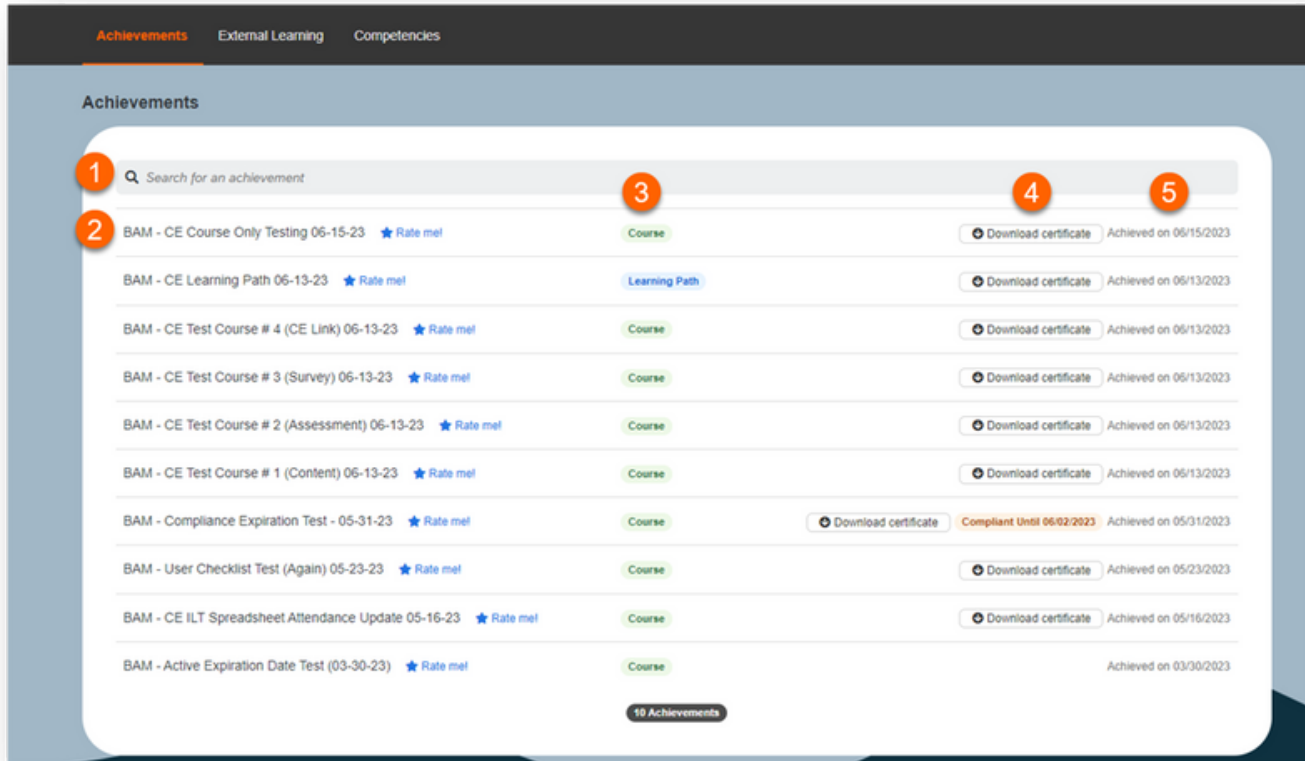 Achievements External Learning Competencies
Achievements
1 Search for an achievement
3 4 5
2 BAM - CE Course Only Testing 06-15-23 Rate me! Course Download certificate Achieved on 06/15/2023
BAM - CE Learning Path 06-13-23 Rate me! Learning Path Download certificate Achieved on 06/13/2023
BAM - CE Test Course # 4 (CE Link) 06-13-23 Rate me! Course Download certificate Achieved on 06/13/2023
BAM - CE Test Course # 3 (Survey) 06-13-23 Rate me! Course Download certificate Achieved on 06/13/2023
BAM - CE Test Course # 2 (Assessment) 06-13-23 Rate me! Course Download certificate Achieved on 06/13/2023
BAM - CE Test Course # 1 (Content) 06-13-23 Rate me! Course Download certificate Achieved on 06/13/2023
BAM - Compliance Expiration Test - 05-31-23 Rate me! Course Download certificate Compliant Until 06/02/2023 Achieved on 05/31/2023
BAM - User Checklist Test (Again) 05-23-23 Rate me! Course Download certificate Achieved on 05/23/2023
BAM - CE ILT Spreadsheet Attendance Update 05-16-23 Rate me! Course Download certificate Achieved on 05/16/2023
BAM - Active Expiration Date Test (03-30-23) Rate me! Course Achieved on 03/30/2023
10 Achievements